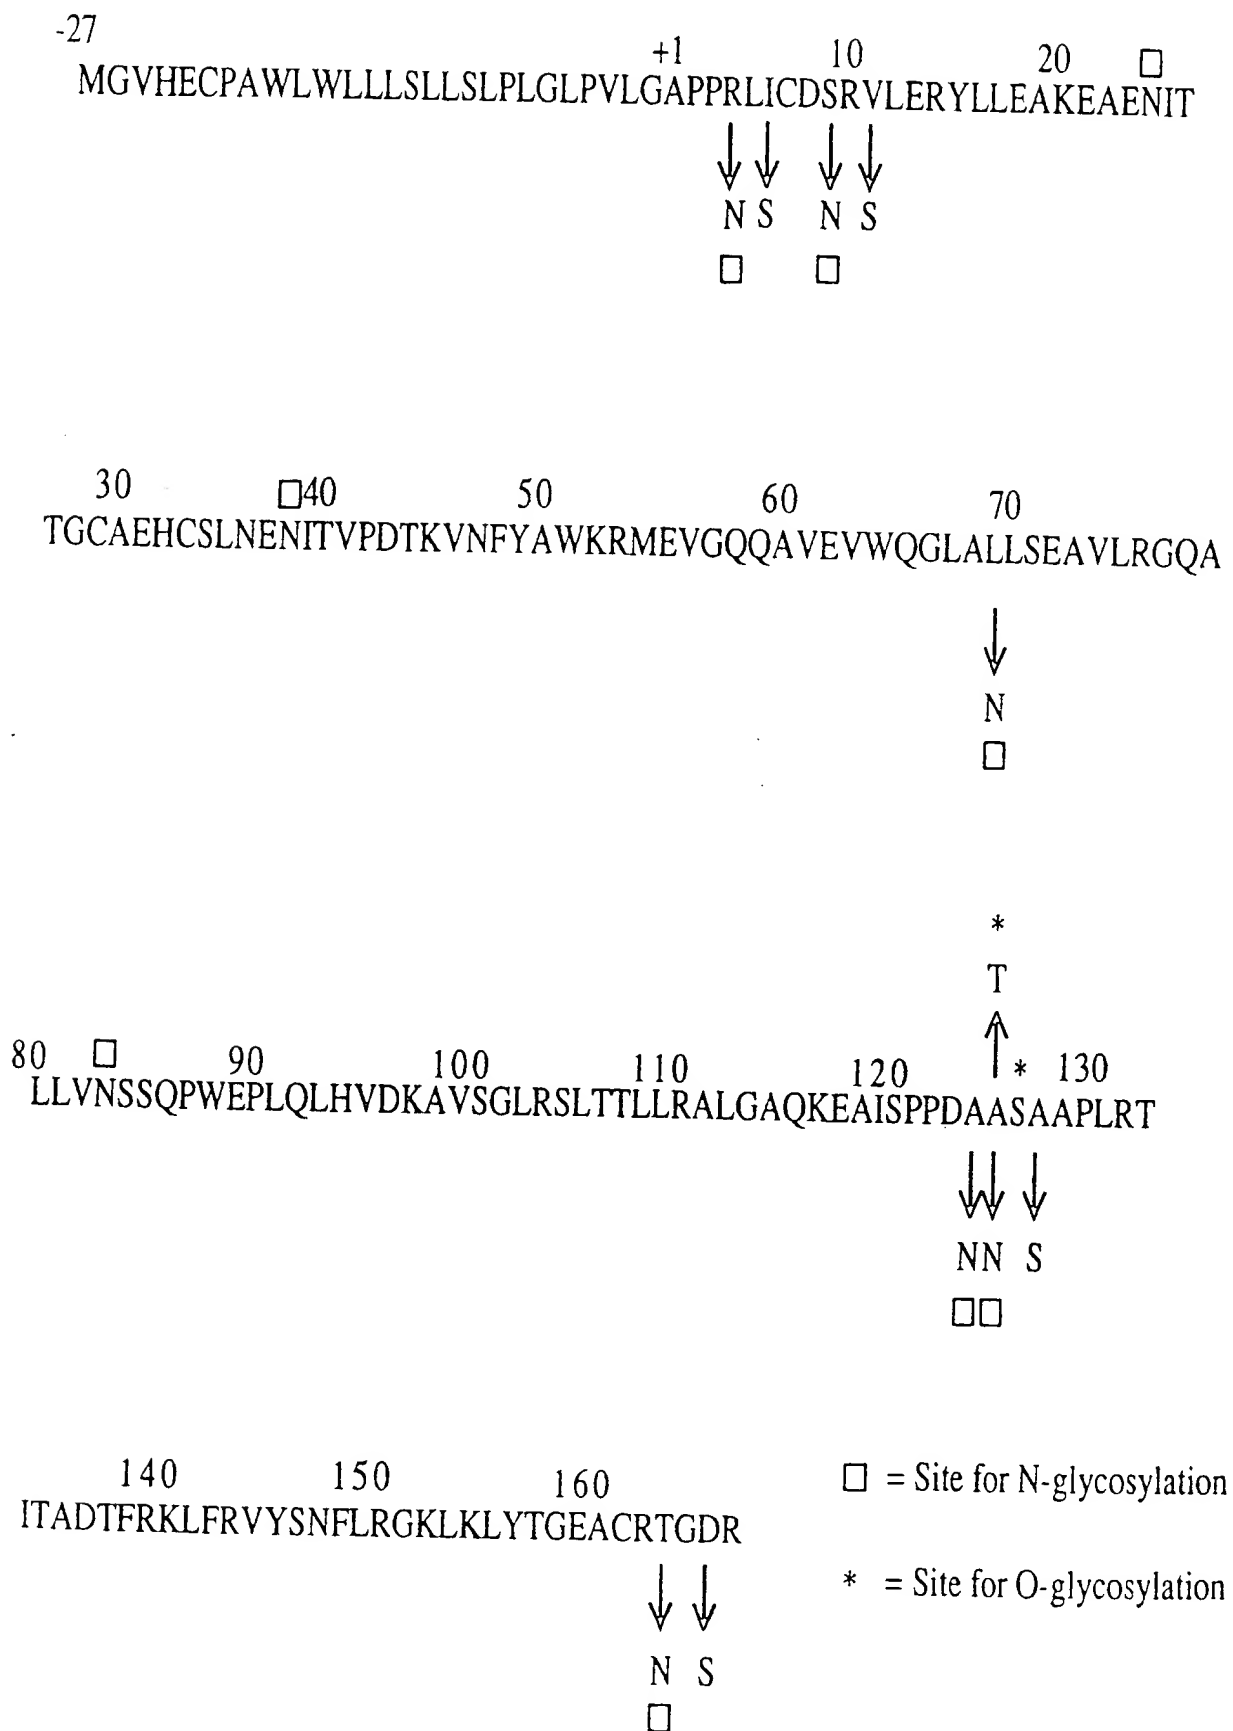 -27
+1 10 20 □
MGVHECPAWLWLLLSLLSLPLGLPVLGAPPRLICDSRVLERYLLEAKEAENIT
N S N S
□ □
30 □40 50 60 70
TGCAEHCSLNENITVPDTKVNFYAWKRMEVGQQAVEVWQGLALLSEAVLRGQA
N
□
*
T
80 □ 90 100 110 120 * 130
LLVNSSQPWEPLQLHVDKAVSGLRSLTTLLRALGAQKEAISPPDAASAAPLRT
NN S
□□
140 150 160
ITADTFRKLFRVYSNFLRGKLKLYTGEACRTGDR
N S
□
□ = Site for N-glycosylation
* = Site for O-glycosylation